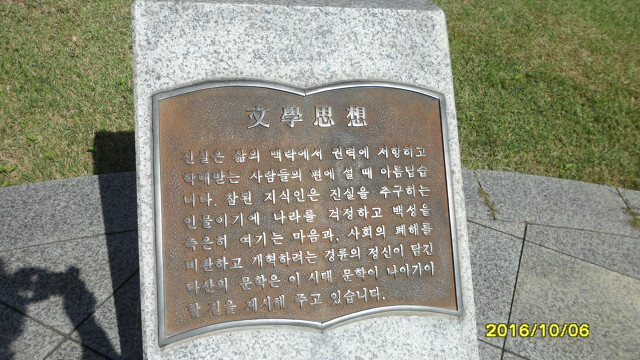 文學思想
진실은 삶의 맥락에서 권력에 저항하고
학대받는 사람들의 편에 설 때 아름답습
니다. 참된 지식인은 진실을 추구하는
인물이기에 나라를 걱정하고 백성을
측은히 여기는 마음과, 사회의 폐해를
비판하고 개혁하려는 경륜의 정신이 담긴
다산의 문학은 이 시대 문학이 나아가야
할 길을 제시해 주고 있습니다.
2016/10/06